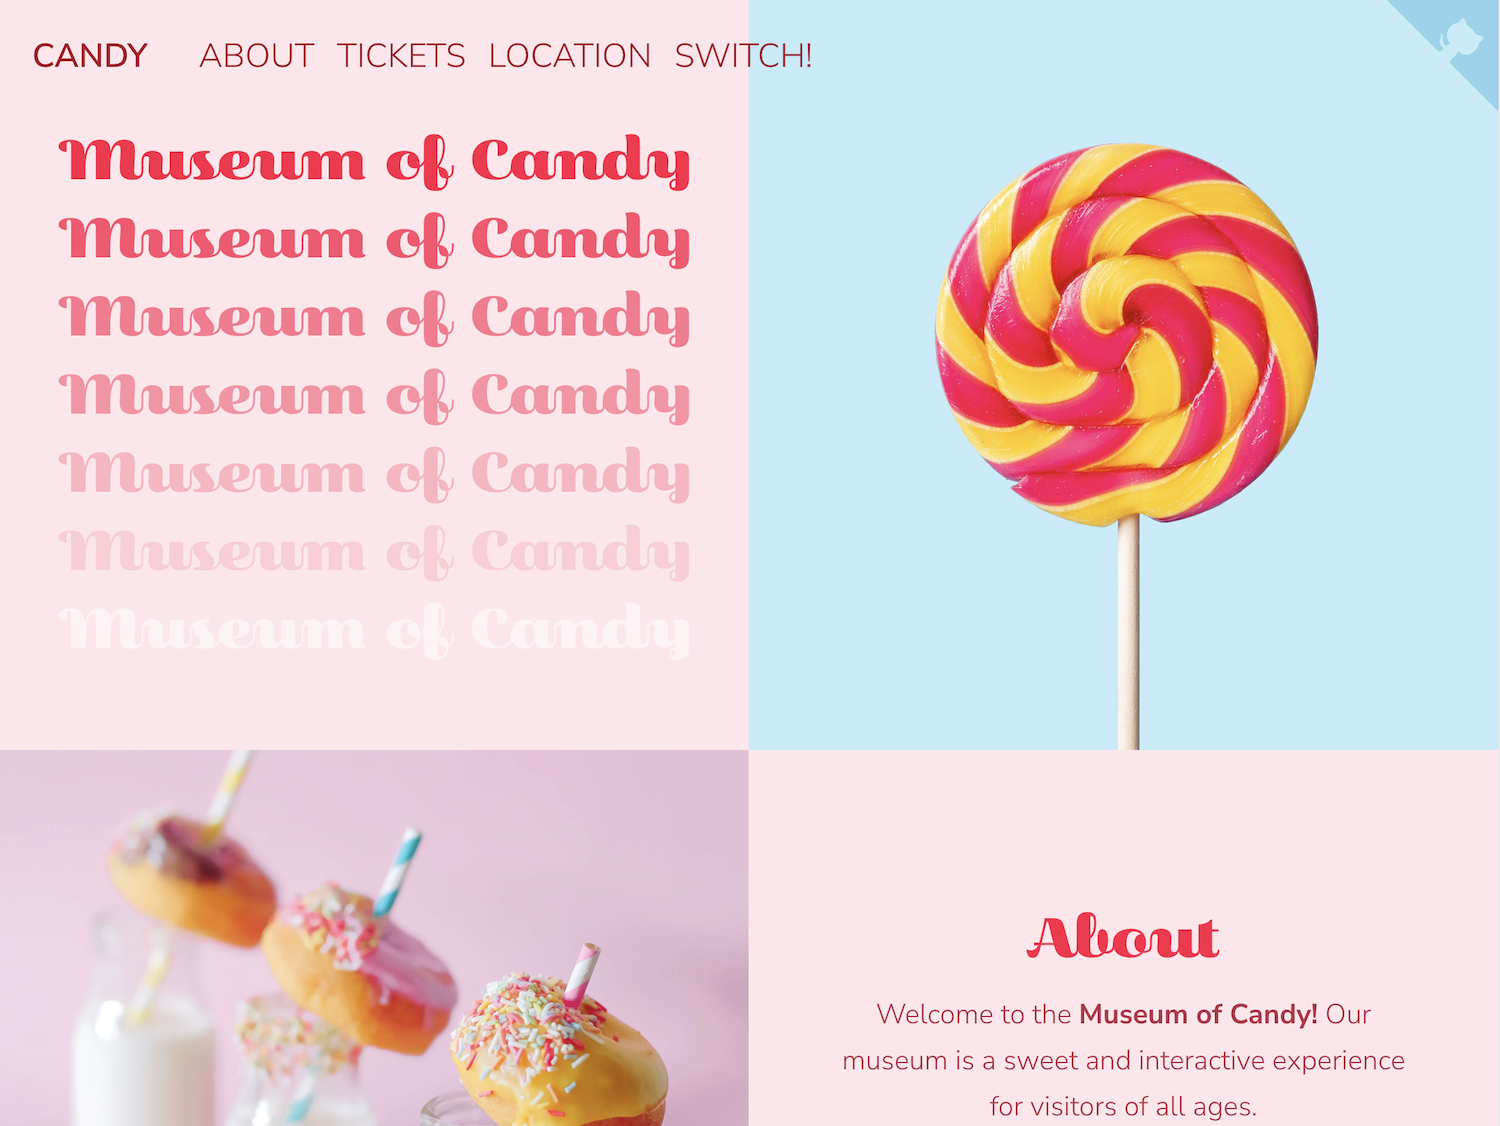 CANDY ABOUT TICKETS LOCATION SWITCH!
Museum of Candy
Museum of Candy
Museum of Candy
Museum of Candy
Museum of Candy
Museum of Candy
Museum of Candy
About
Welcome to the Museum of Candy! Our
museum is a sweet and interactive experience
for visitors of all ages.